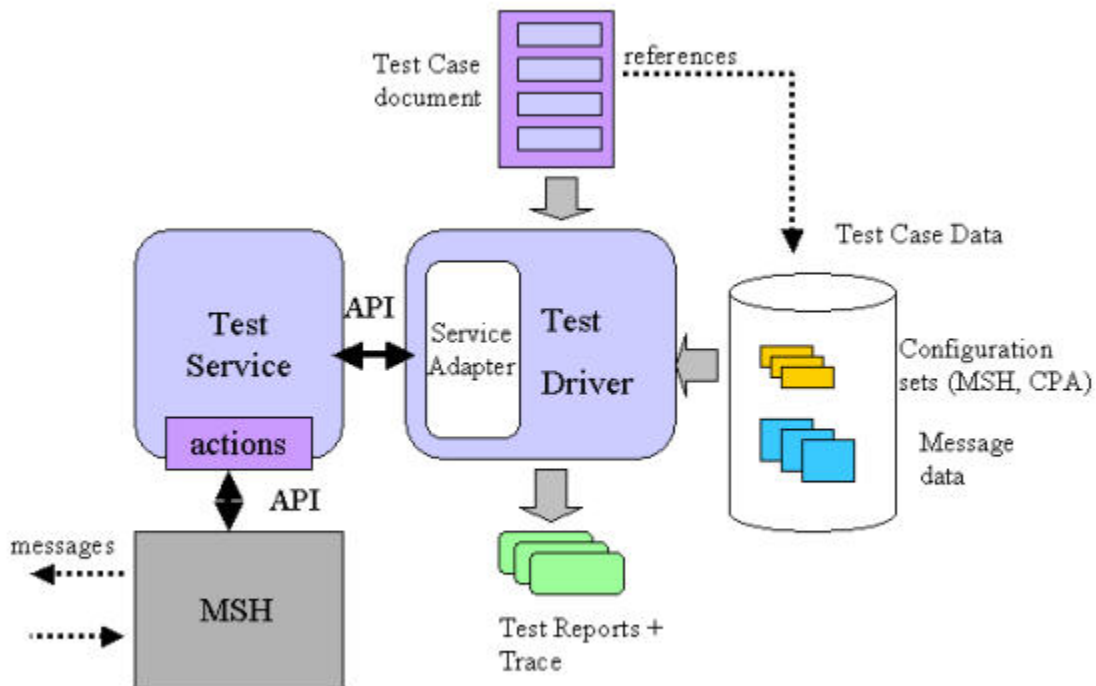 references
Test Case
document
Test Case Data
API
Test
Service
Service
Adapter
Test
Driver
Configuration
sets (MSH, CPA)
Message
data
actions
API
messages
MSH
Test Reports +
Trace